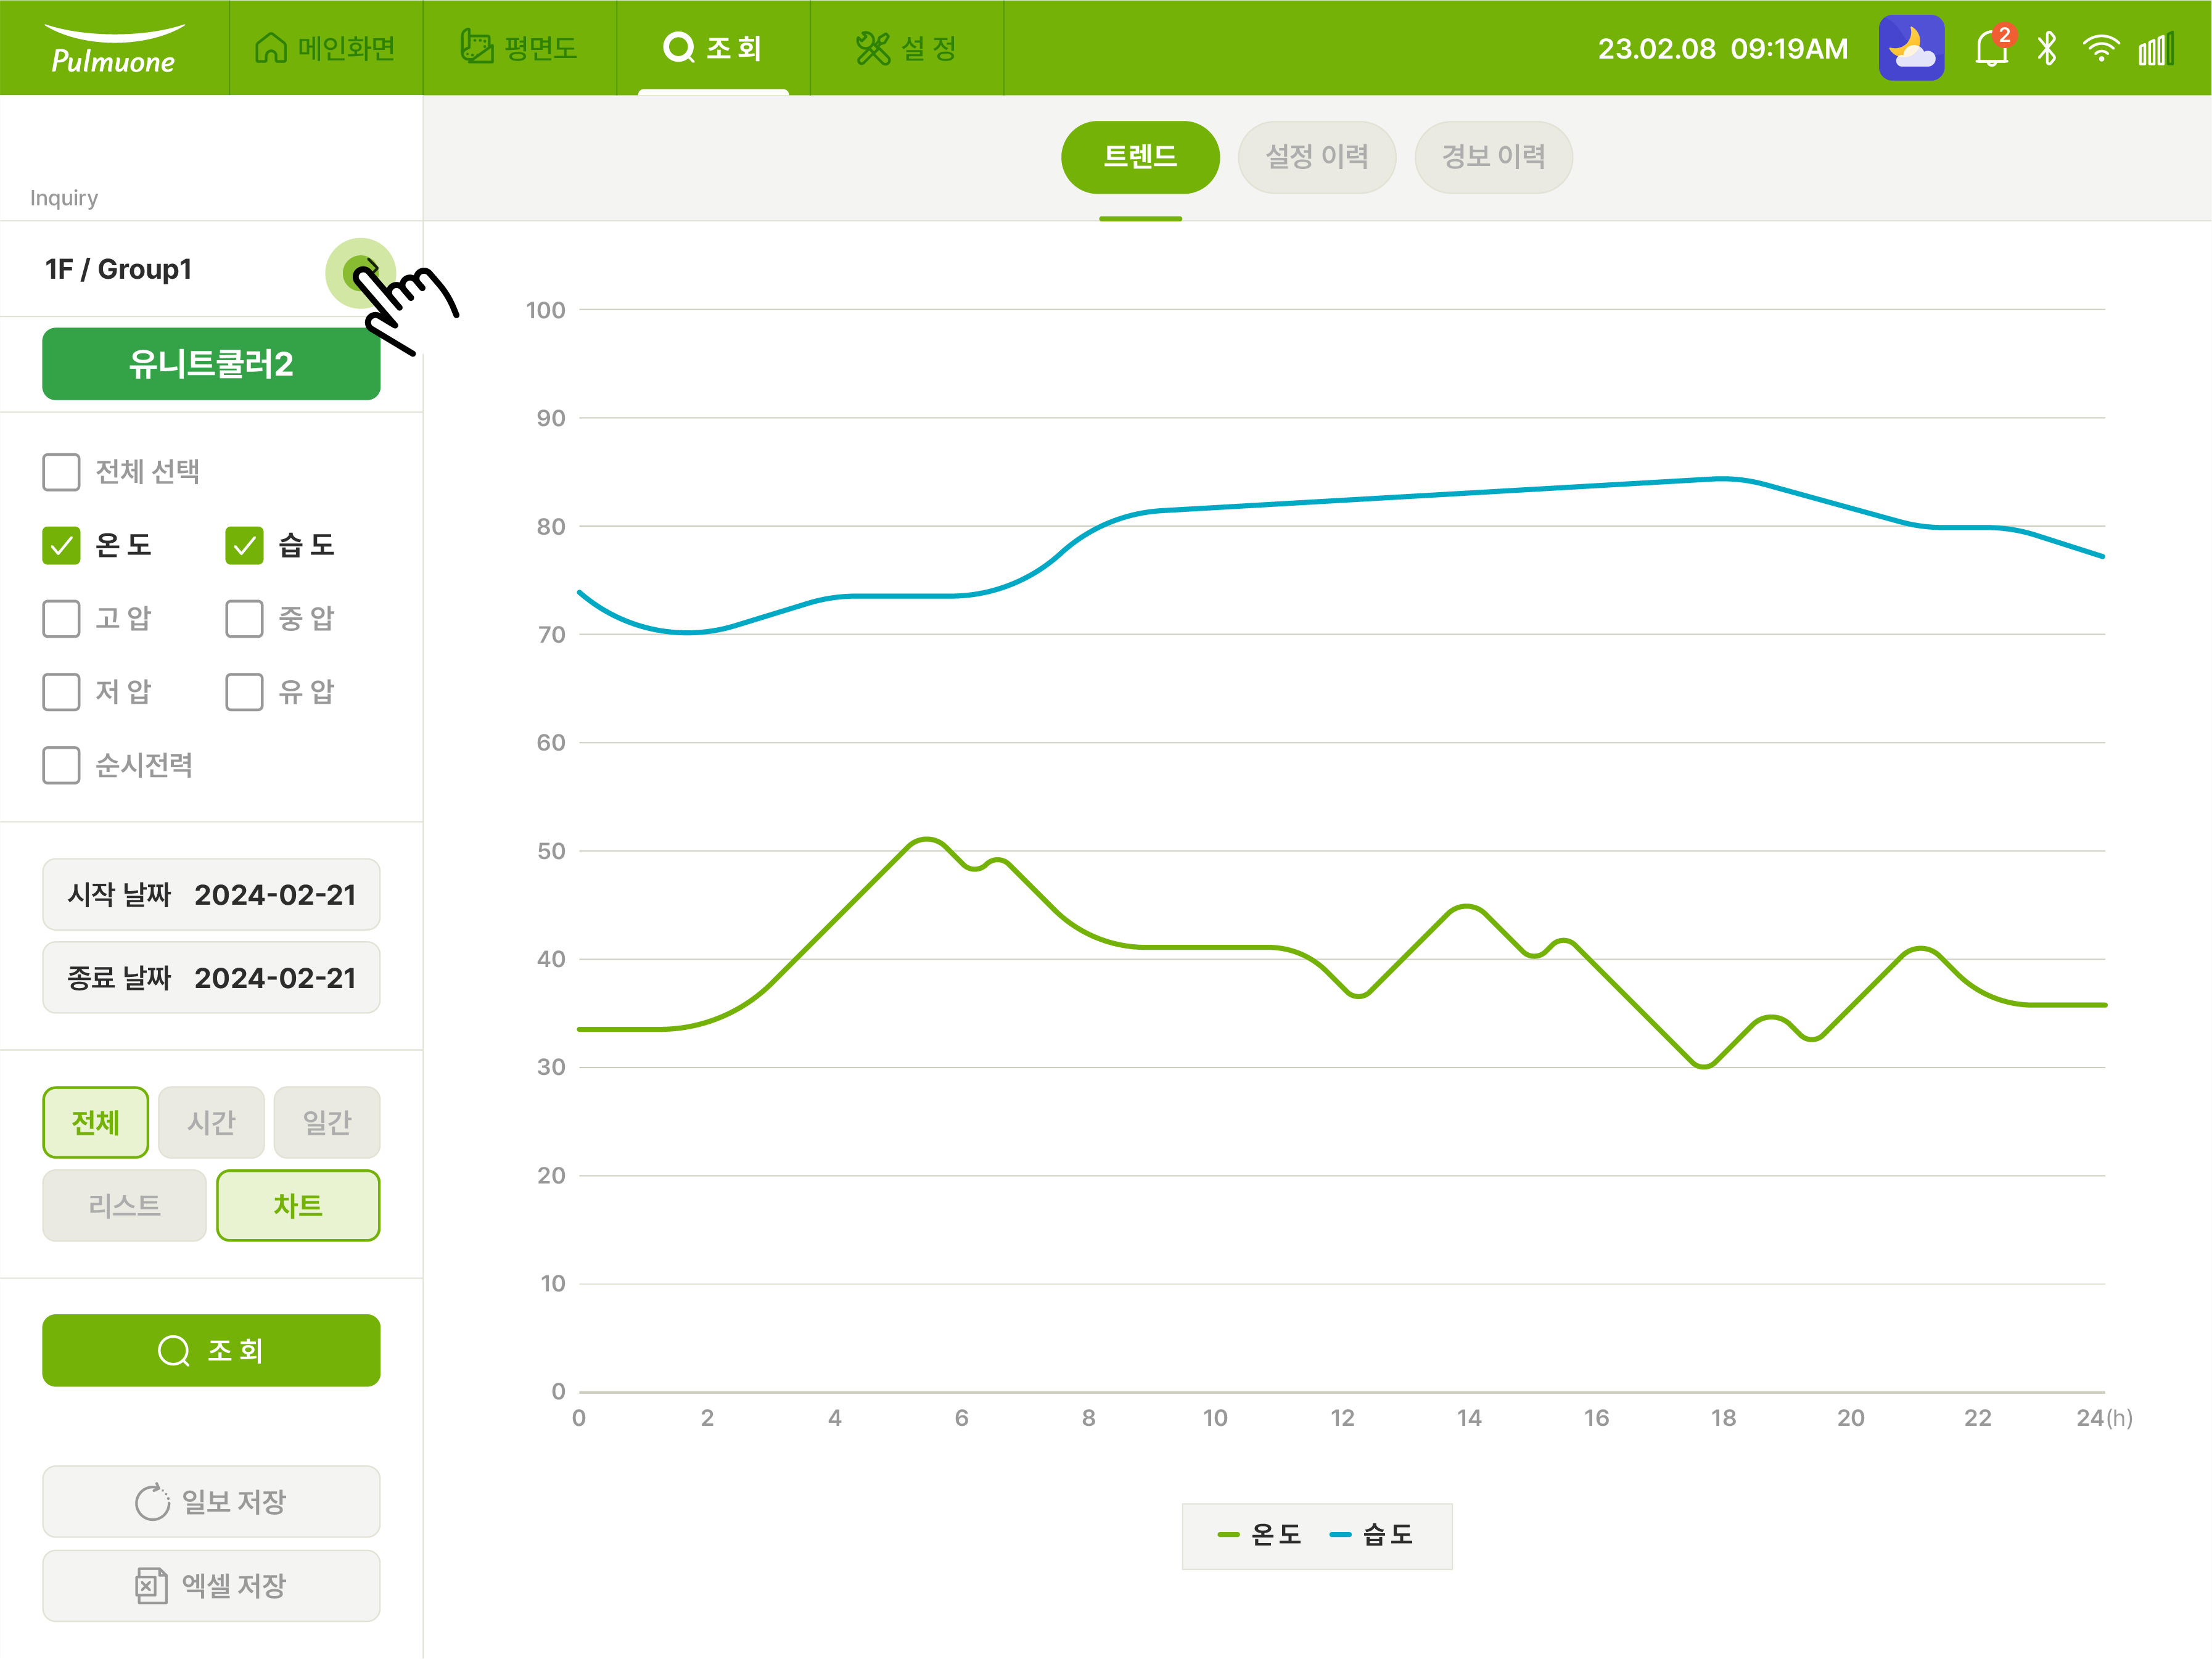 Pulmuone
메인화면
평면도
조 회
설 정
23.02.08 09:19AM
2
트렌드
설정 이력
경보 이력
Inquiry
1F / Group1
유니트쿨러2
전체 선택
온 도
습 도
고 압
중 압
저 압
유 압
순시전력
시작 날짜 2024-02-21
종료 날짜 2024-02-21
전체
시간
일간
리스트
차트
조 회
일보 저장
엑셀 저장
100
90
80
70
60
50
40
30
20
10
0
0 2 4 6 8 10 12 14 16 18 20 22 24(h)
온 도
습 도